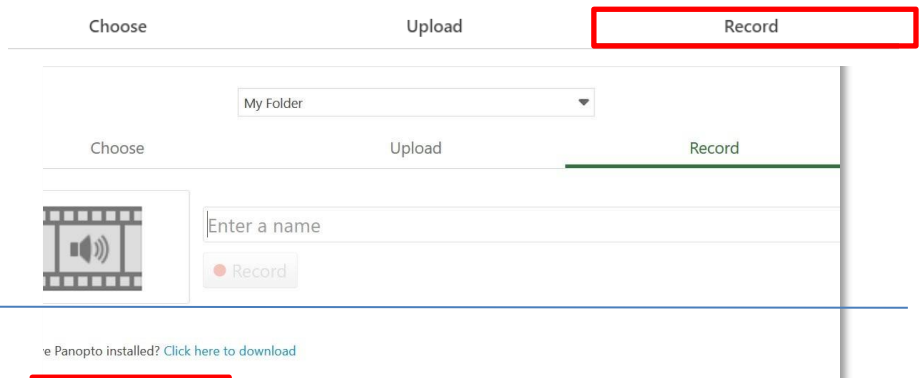 Choose Upload Record
My Folder
Choose Upload Record
Enter a name
Record
e Panopto installed? Click here to download